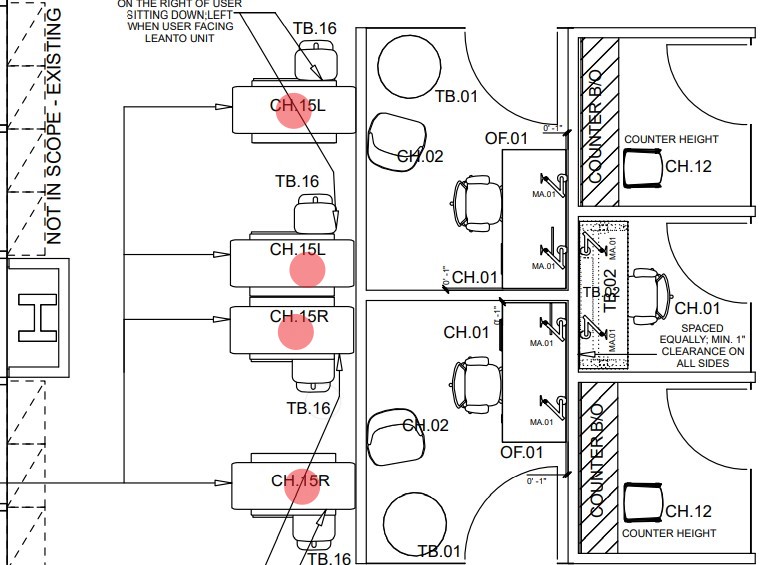 ON THE RIGHT OF USER
SITTING DOWN;LEFT
WHEN USER FACING
LEANTO UNIT
NOT IN SCOPE - EXISTING
TB.16
CH.15L
TB.01
CH.02
OF.01
0' -1"
MA.01
MA.01
CH.01
0' -1"
COUNTER B/O
COUNTER HEIGHT
CH.12
TB.16
CH.15L
CH.15R
TB.16
MA.01
TB.02
MA.01
CH.01
SPACED
EQUALLY; MIN. 1"
CLEARANCE ON
ALL SIDES
0' -1"
CH.01
MA.01
MA.01
CH.02
OF.01
0' -1"
CH.15R
TB.16
TB.01
COUNTER B/O
CH.12
COUNTER HEIGHT
H